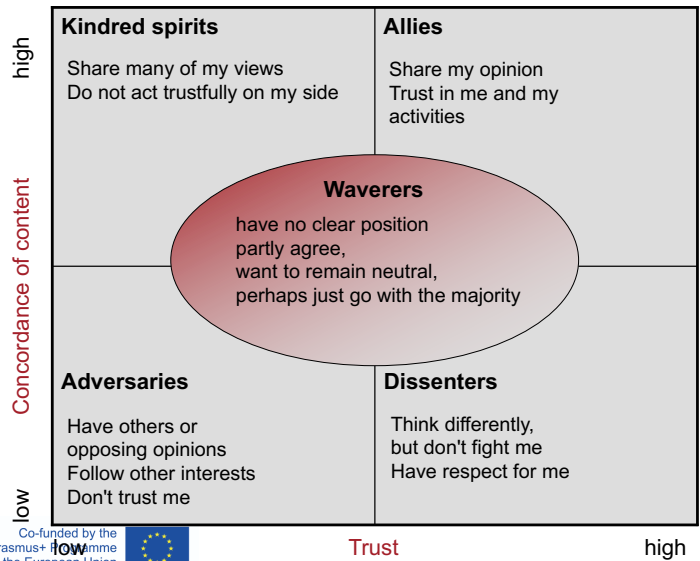 Kindred spirits
Share many of my views
Do not act trustfully on my side
Allies
Share my opinion
Trust in me and my
activities
Waverers
have no clear position
partly agree,
want to remain neutral,
perhaps just go with the majority
Adversaries
Have others or
opposing opinions
Follow other interests
Don't trust me
Dissenters
Think differently,
but don't fight me
Have respect for me
high
Concordance of content
low
low
Trust
high
Co-funded by the
the European Union